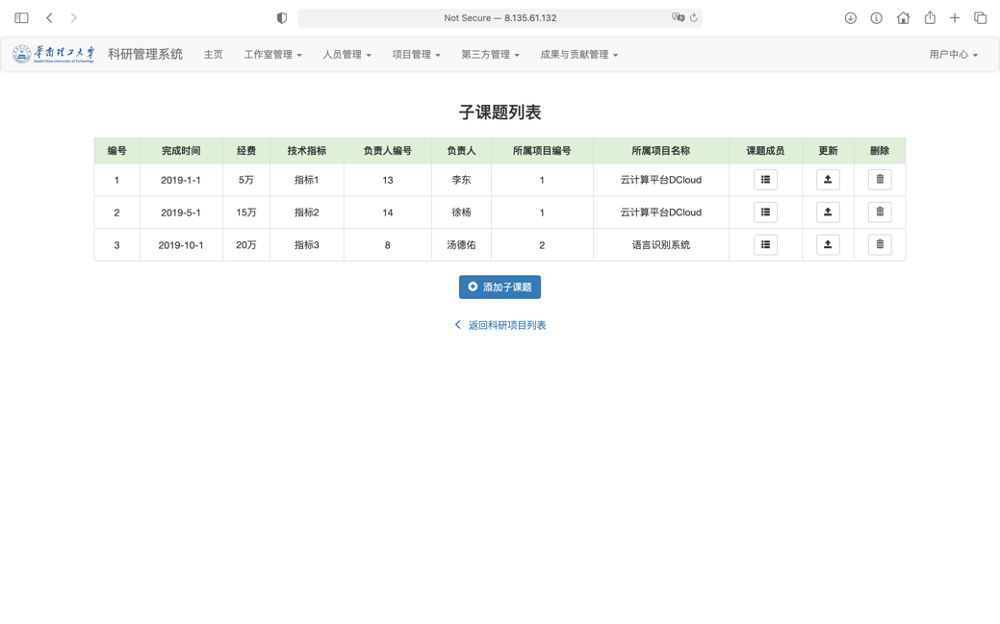 Not Secure — 8.135.61.132
华南理工大学
South China University of Technology
科研管理系统 主页 工作室管理 人员管理 项目管理 第三方管理 成果与贡献管理 用户中心
子课题列表
编号 完成时间 经费 技术指标 负责人编号 负责人 所属项目编号 所属项目名称 课题成员 更新 删除
1 2019-1-1 5万 指标1 13 李东 1 云计算平台DCloud
2 2019-5-1 15万 指标2 14 徐杨 1 云计算平台DCloud
3 2019-10-1 20万 指标3 8 汤德佑 2 语言识别系统
添加子课题
返回科研项目列表